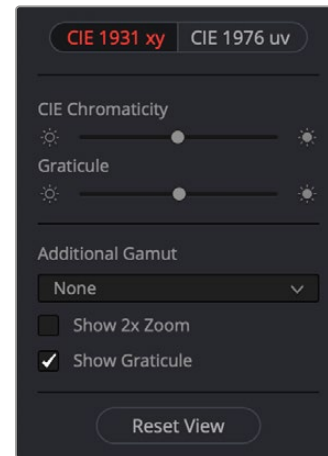 CIE 1931 xy CIE 1976 uv
CIE Chromaticity
Graticule
Additional Gamut
None
Show 2x Zoom
Show Graticule
Reset View